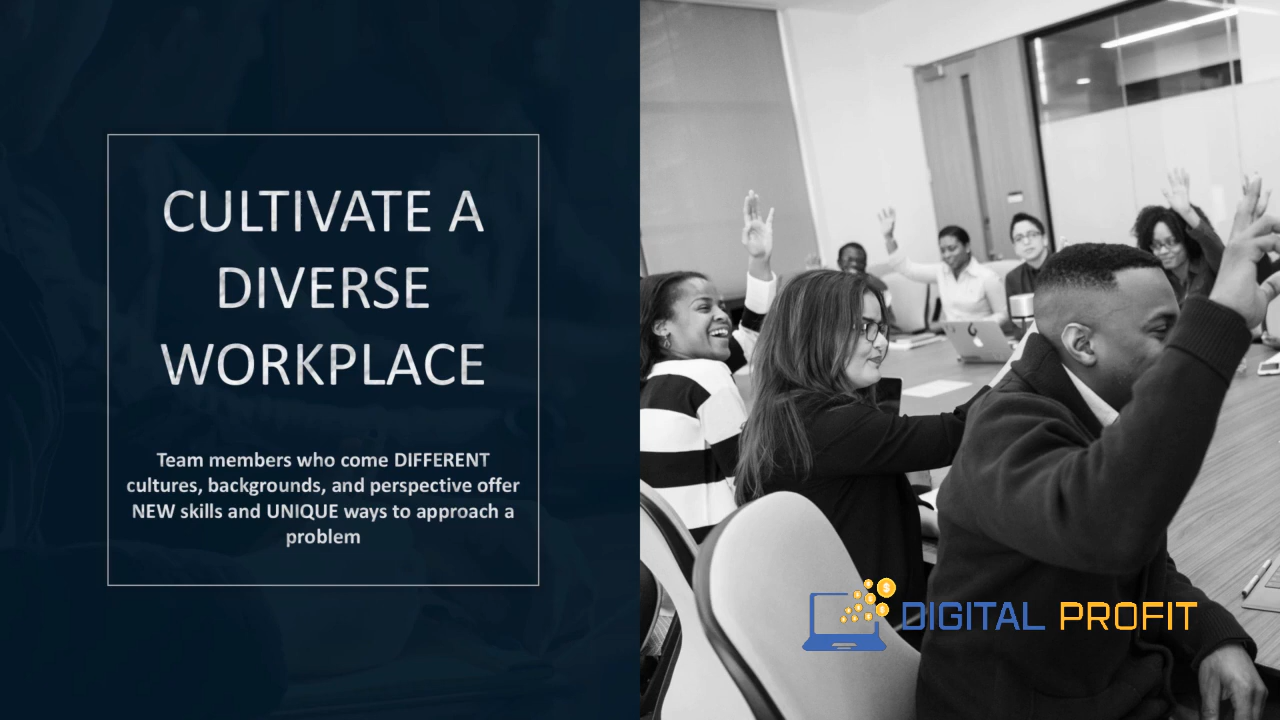 CULTIVATE A
DIVERSE
WORKPLACE
Team members who come DIFFERENT
cultures, backgrounds, and perspective offer
NEW skills and UNIQUE ways to approach a
problem
DIGITAL PROFIT